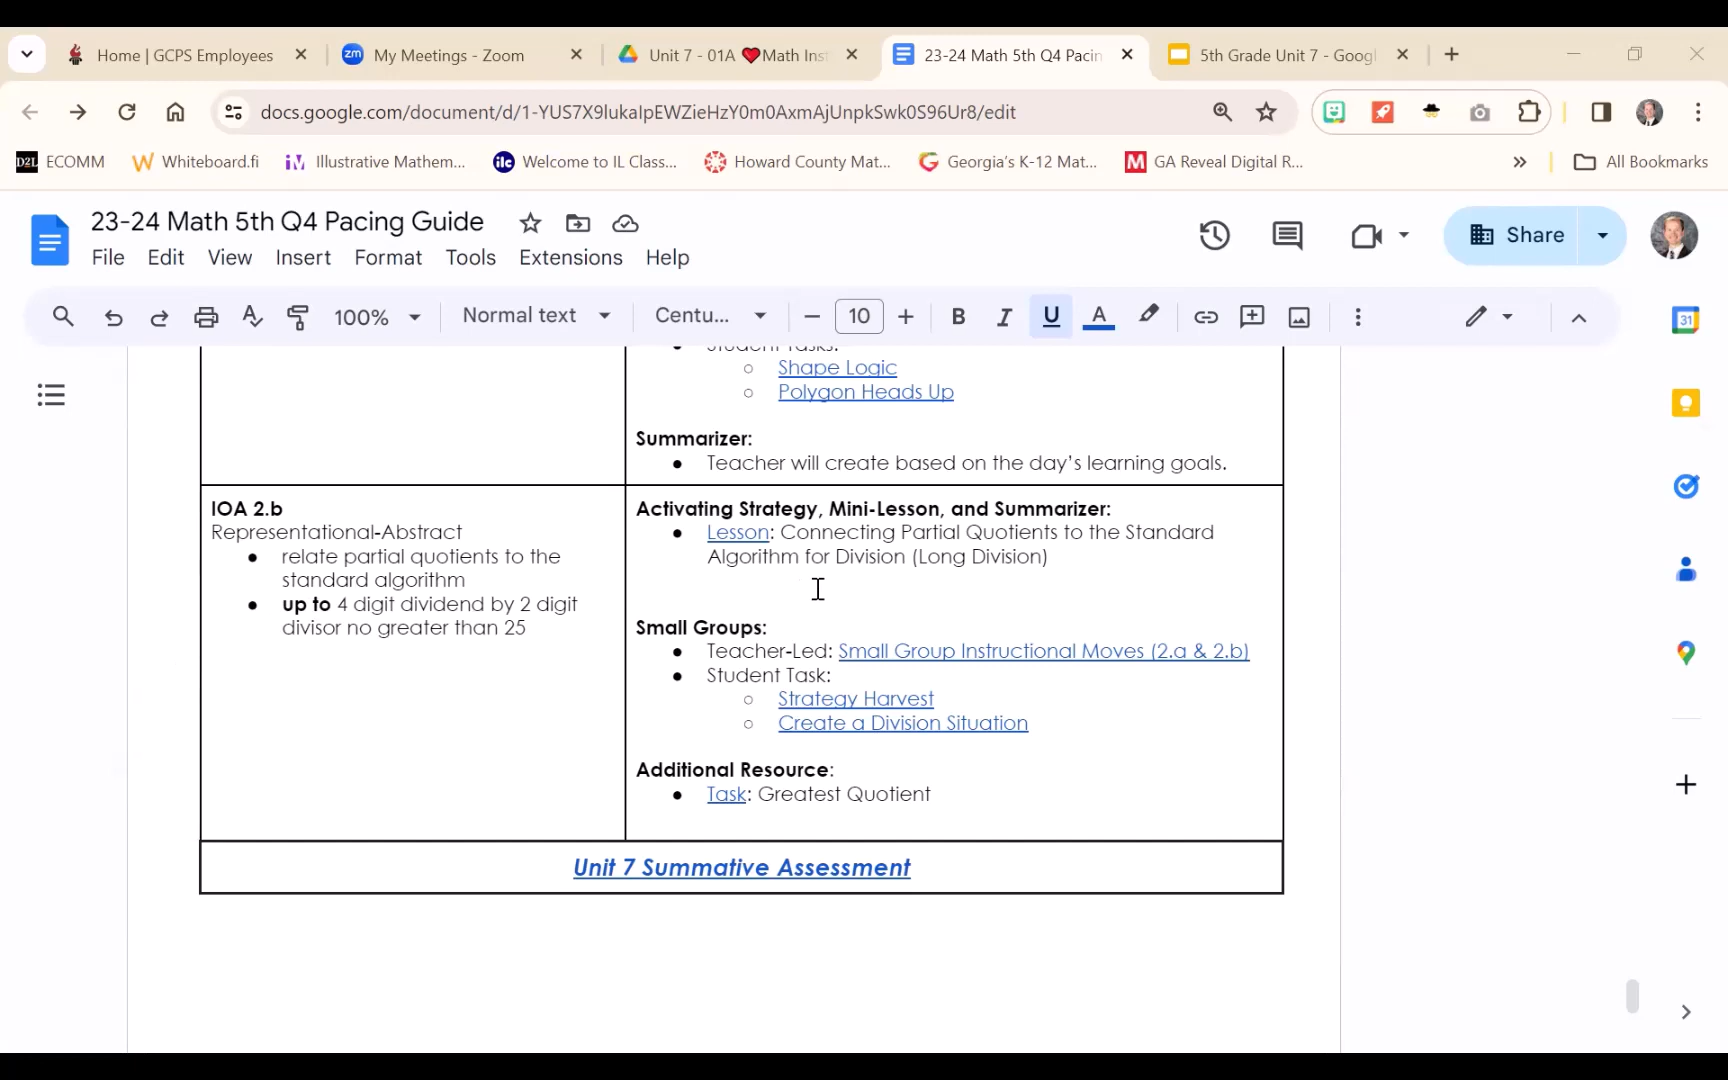 Home | GCPS Employees
My Meetings - Zoom
Unit 7 - 01A ❤️Math Inst
23-24 Math 5th Q4 Pacin
5th Grade Unit 7 - Googl
docs.google.com/document/d/1-YUS7X9lukaIpEWZieHzY0m0AxmAjUnpkSwk0S96Ur8/edit
D2L ECOMM
Whiteboard.fi
Illustrative Mathem...
ilc Welcome to IL Class...
Howard County Mat...
Georgia's K-12 Mat...
GA Reveal Digital R...
»
All Bookmarks
23-24 Math 5th Q4 Pacing Guide
File Edit View Insert Format Tools Extensions Help
Share
100%
Normal text
Centu...
10
B I U A
31
Student Tasks:
Shape Logic
Polygon Heads Up
Summarizer:
Teacher will create based on the day's learning goals.
IOA 2.b
Representational-Abstract
relate partial quotients to the
standard algorithm
up to 4 digit dividend by 2 digit
divisor no greater than 25
Activating Strategy, Mini-Lesson, and Summarizer:
Lesson: Connecting Partial Quotients to the Standard
Algorithm for Division (Long Division)
Small Groups:
Teacher-Led: Small Group Instructional Moves (2.a & 2.b)
Student Task:
Strategy Harvest
Create a Division Situation
Additional Resource:
Task: Greatest Quotient
Unit 7 Summative Assessment